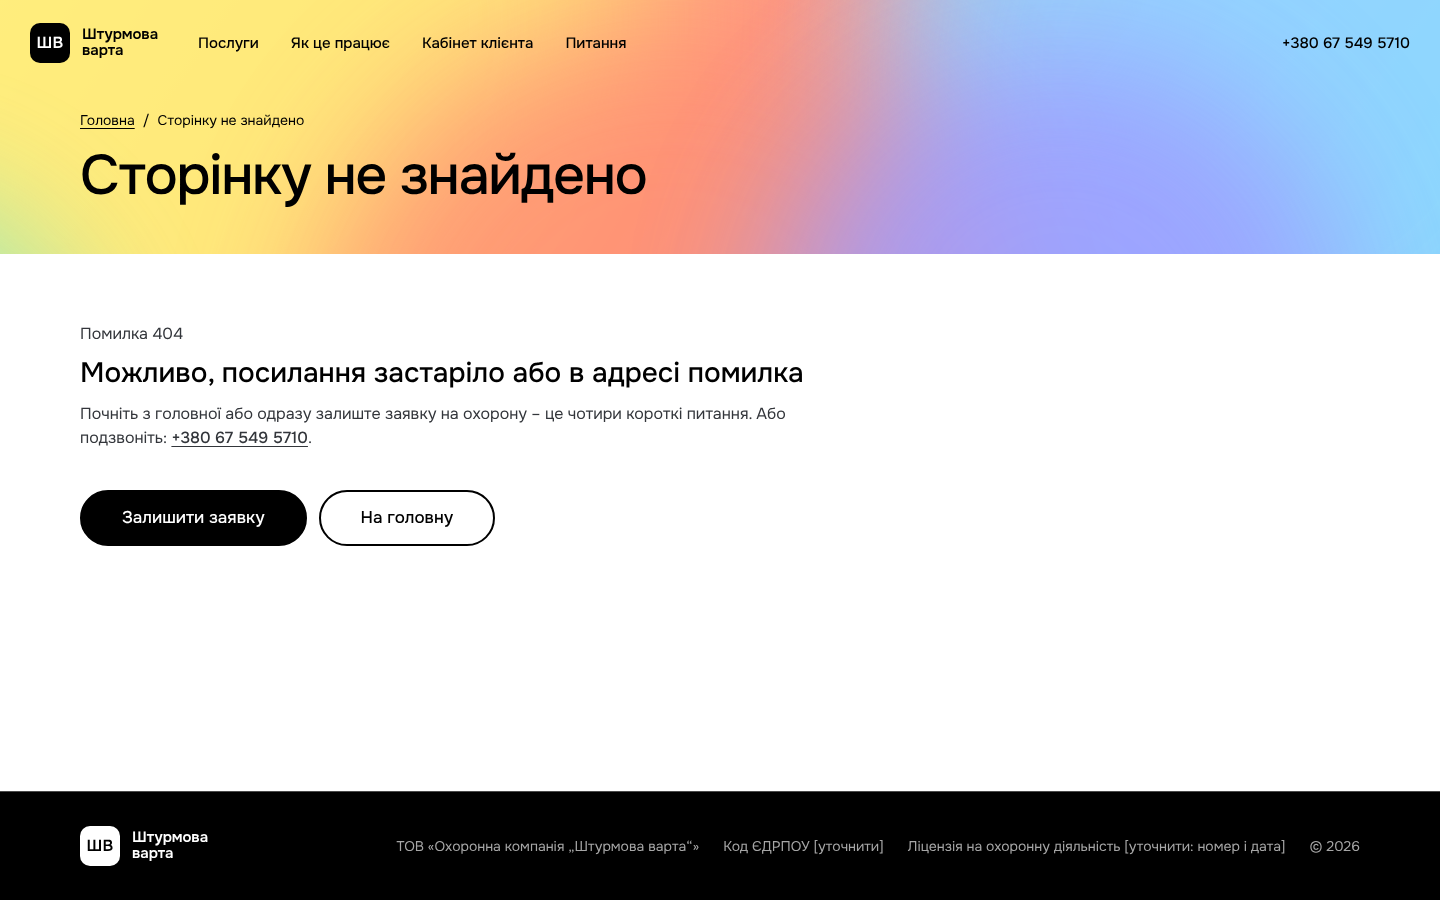 ШВ
Штурмова
варта
Послуги
Як це працює
Кабінет клієнта
Питання
+380 67 549 5710
Головна / Сторінку не знайдено
Сторінку не знайдено
Помилка 404
Можливо, посилання застаріло або в адресі помилка
Почніть з головної або одразу залиште заявку на охорону – це чотири короткі питання. Або
подзвоніть: +380 67 549 5710.
Залишити заявку
На головну
ШВ
Штурмова
варта
ТОВ «Охоронна компанія „Штурмова варта“»
Код ЄДРПОУ [уточнити]
Ліцензія на охоронну діяльність [уточнити: номер і дата]
© 2026